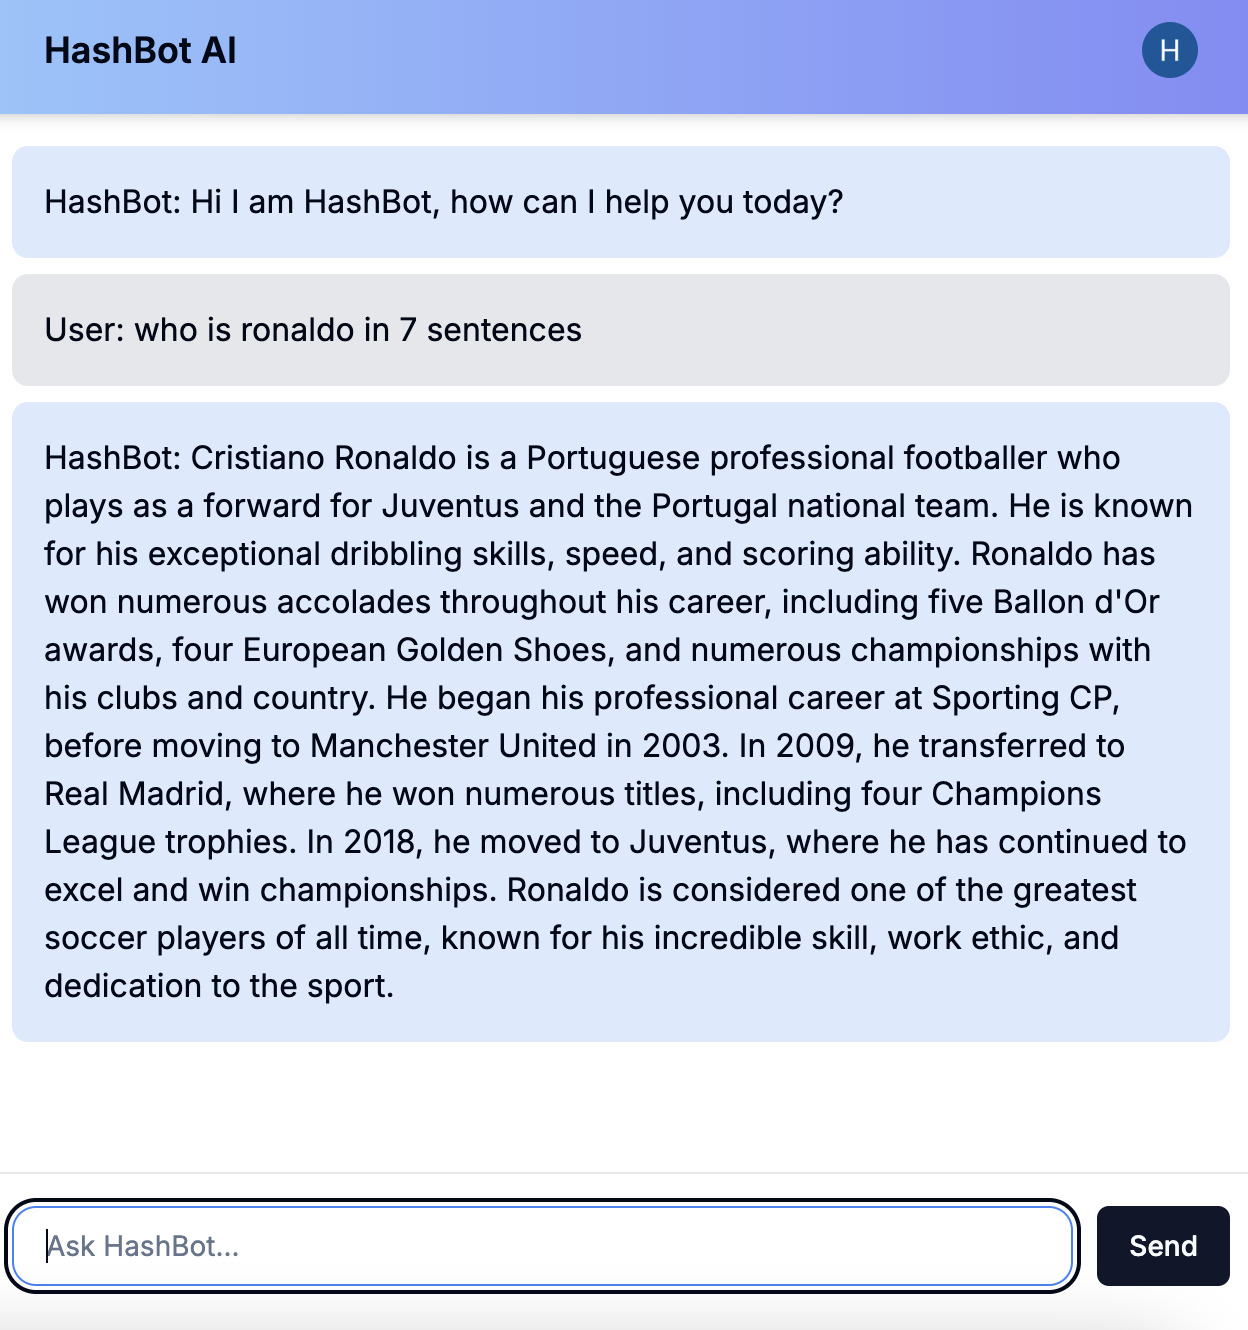 HashBot AI
H
HashBot: Hi I am HashBot, how can I help you today?
User: who is ronaldo in 7 sentences
HashBot: Cristiano Ronaldo is a Portuguese professional footballer who
plays as a forward for Juventus and the Portugal national team. He is known
for his exceptional dribbling skills, speed, and scoring ability. Ronaldo has
won numerous accolades throughout his career, including five Ballon d'Or
awards, four European Golden Shoes, and numerous championships with
his clubs and country. He began his professional career at Sporting CP,
before moving to Manchester United in 2003. In 2009, he transferred to
Real Madrid, where he won numerous titles, including four Champions
League trophies. In 2018, he moved to Juventus, where he has continued to
excel and win championships. Ronaldo is considered one of the greatest
soccer players of all time, known for his incredible skill, work ethic, and
dedication to the sport.
Ask HashBot...
Send